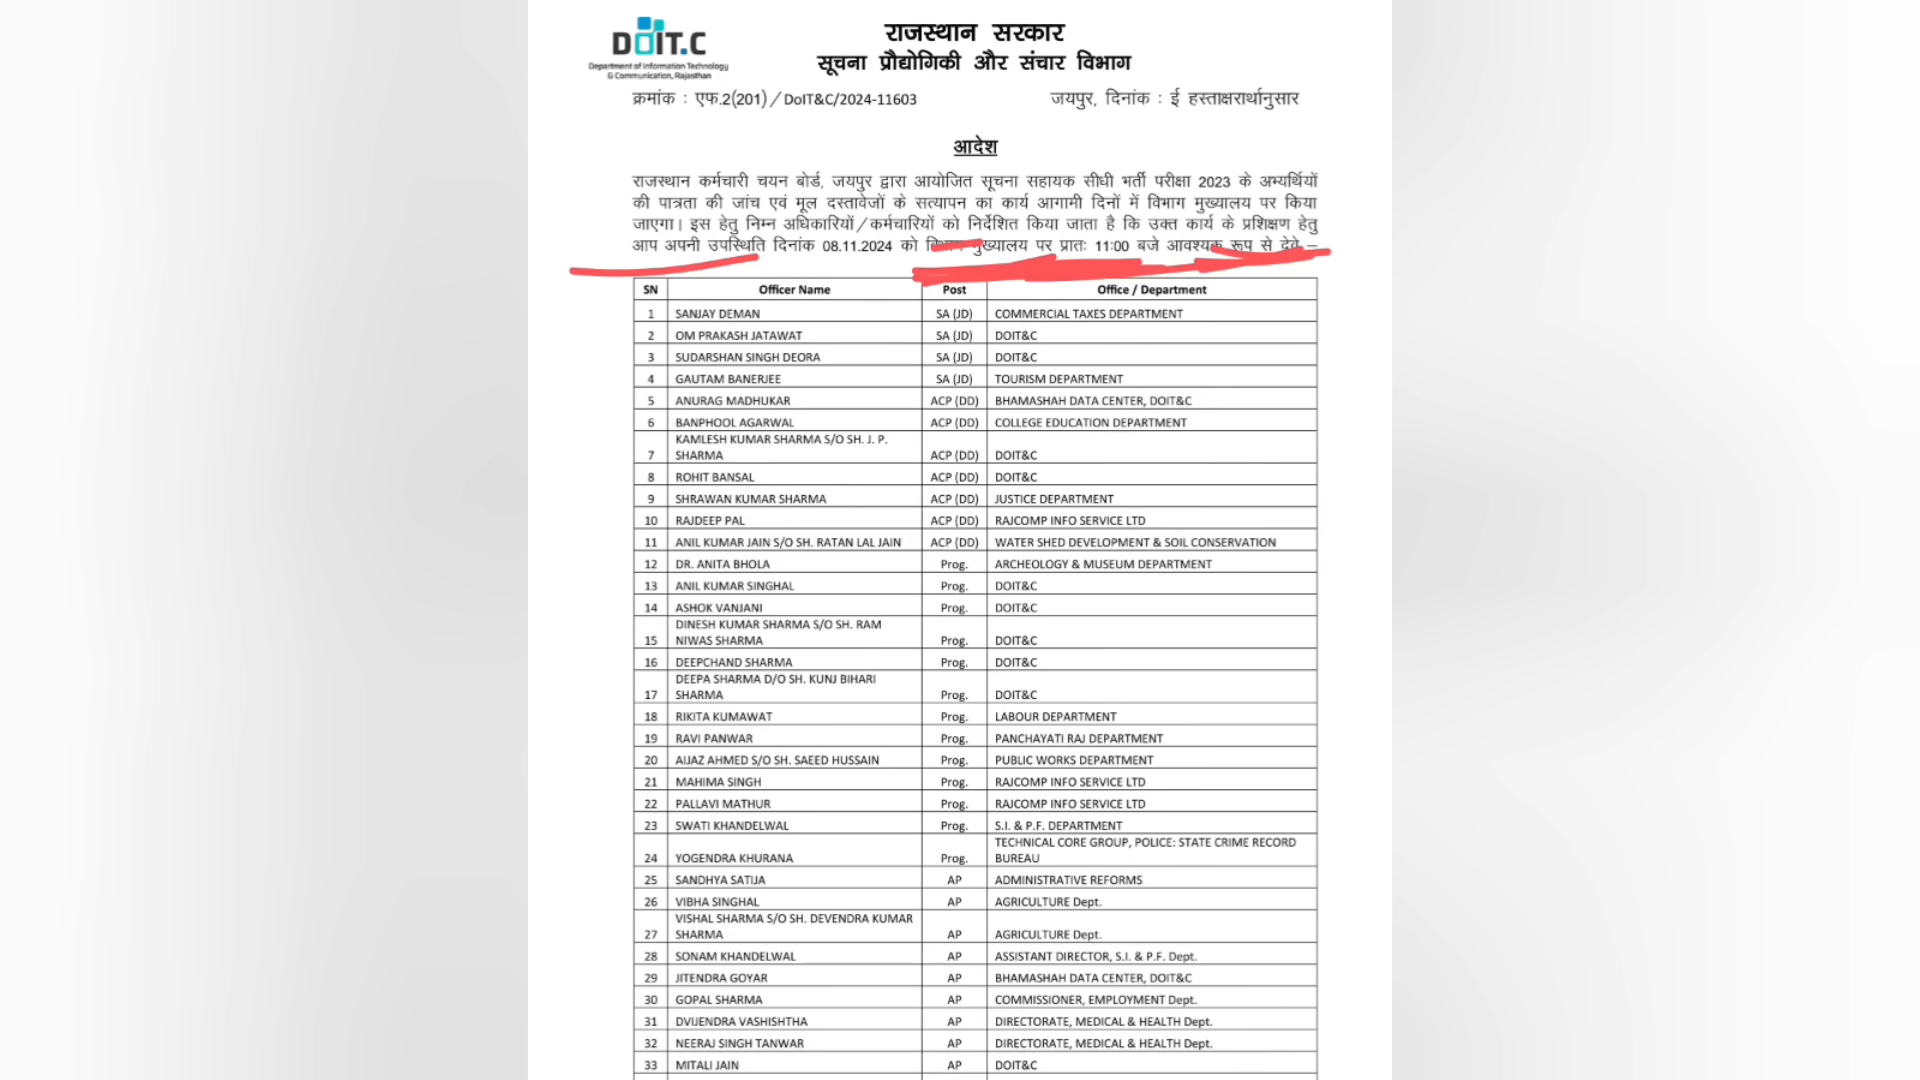 DOIT.C
Department of Information Technology
& Communication, Rajasthan
राजस्थान सरकार
सूचना प्रौद्योगिकी और संचार विभाग
क्रमांक : एफ.2(201)/DoIT&C/2024-11603 जयपुर, दिनांक : ई हस्ताक्षरार्थानुसार
आदेश
राजस्थान कर्मचारी चयन बोर्ड, जयपुर द्वारा आयोजित सूचना सहायक सीधी भर्ती परीक्षा 2023 के अभ्यर्थियों
की पात्रता की जांच एवं मूल दस्तावेजों के सत्यापन का कार्य आगामी दिनों में विभाग मुख्यालय पर किया
जाएगा। इस हेतु निम्न अधिकारियों/कर्मचारियों को निर्देशित किया जाता है कि उक्त कार्य के प्रशिक्षण हेतु
आप अपनी उपस्थिति दिनांक 08.11.2024 को विभाग मुख्यालय पर प्रातः 11:00 बजे आवश्यक रूप से देवे –
SN Officer Name Post Office / Department
1 SANJAY DEMAN SA (JD) COMMERCIAL TAXES DEPARTMENT
2 OM PRAKASH JATAWAT SA (JD) DOIT&C
3 SUDARSHAN SINGH DEORA SA (JD) DOIT&C
4 GAUTAM BANERJEE SA (JD) TOURISM DEPARTMENT
5 ANURAG MADHUKAR ACP (DD) BHAMASHAH DATA CENTER, DOIT&C
6 BANPHOOL AGARWAL ACP (DD) COLLEGE EDUCATION DEPARTMENT
KAMLESH KUMAR SHARMA S/O SH. J. P.
7 SHARMA ACP (DD) DOIT&C
8 ROHIT BANSAL ACP (DD) DOIT&C
9 SHRAWAN KUMAR SHARMA ACP (DD) JUSTICE DEPARTMENT
10 RAJDEEP PAL ACP (DD) RAJCOMP INFO SERVICE LTD
11 ANIL KUMAR JAIN S/O SH. RATAN LAL JAIN ACP (DD) WATER SHED DEVELOPMENT & SOIL CONSERVATION
12 DR. ANITA BHOLA Prog. ARCHEOLOGY & MUSEUM DEPARTMENT
13 ANIL KUMAR SINGHAL Prog. DOIT&C
14 ASHOK VANJANI Prog. DOIT&C
DINESH KUMAR SHARMA S/O SH. RAM
15 NIWAS SHARMA Prog. DOIT&C
16 DEEPCHAND SHARMA Prog. DOIT&C
DEEPA SHARMA D/O SH. KUNJ BIHARI
17 SHARMA Prog. DOIT&C
18 RIKITA KUMAWAT Prog. LABOUR DEPARTMENT
19 RAVI PANWAR Prog. PANCHAYATI RAJ DEPARTMENT
20 AIJAZ AHMED S/O SH. SAEED HUSSAIN Prog. PUBLIC WORKS DEPARTMENT
21 MAHIMA SINGH Prog. RAJCOMP INFO SERVICE LTD
22 PALLAVI MATHUR Prog. RAJCOMP INFO SERVICE LTD
23 SWATI KHANDELWAL Prog. S.I. & P.F. DEPARTMENT
TECHNICAL CORE GROUP, POLICE: STATE CRIME RECORD
24 YOGENDRA KHURANA Prog. BUREAU
25 SANDHYA SATIJA AP ADMINISTRATIVE REFORMS
26 VIBHA SINGHAL AP AGRICULTURE Dept.
VISHAL SHARMA S/O SH. DEVENDRA KUMAR
27 SHARMA AP AGRICULTURE Dept.
28 SONAM KHANDELWAL AP ASSISTANT DIRECTOR, S.I. & P.F. Dept.
29 JITENDRA GOYAR AP BHAMASHAH DATA CENTER, DOIT&C
30 GOPAL SHARMA AP COMMISSIONER, EMPLOYMENT Dept.
31 DVIJENDRA VASHISHTHA AP DIRECTORATE, MEDICAL & HEALTH Dept.
32 NEERAJ SINGH TANWAR AP DIRECTORATE, MEDICAL & HEALTH Dept.
33 MITALI JAIN AP DOIT&C